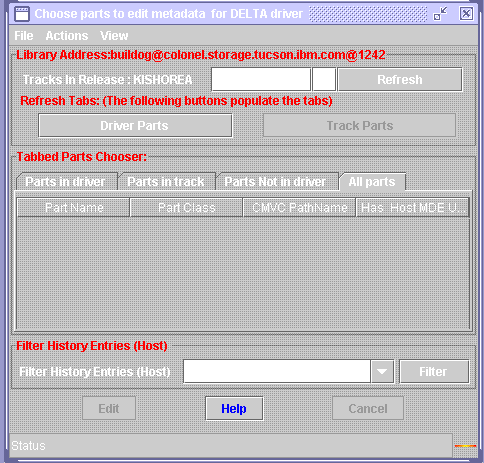 Choose parts to edit metadata for DELTA driver
File Actions View
Library Address:buildog@colonel.storage.tucson.ibm.com@1242
Tracks In Release : KISHOREA Refresh
Refresh Tabs: (The following buttons populate the tabs)
Driver Parts Track Parts
Tabbed Parts Chooser:
Parts in driver Parts in track Parts Not in driver All parts
Part Name Part Class CMVC PathName Has Host MDE U...
Filter History Entries (Host)
Filter History Entries (Host) Filter
Edit Help Cancel
Status